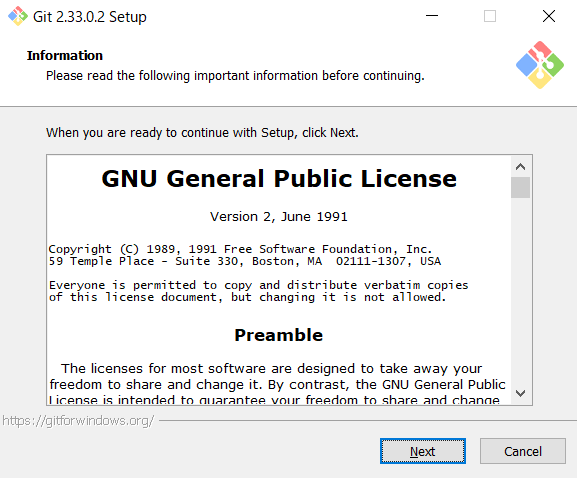 Git 2.33.0.2 Setup
Information
Please read the following important information before continuing.
When you are ready to continue with Setup, click Next.
GNU General Public License
Version 2, June 1991
Copyright (C) 1989, 1991 Free Software Foundation, Inc.
59 Temple Place - Suite 330, Boston, MA  02111-1307, USA
Everyone is permitted to copy and distribute verbatim copies
of this license document, but changing it is not allowed.
Preamble
The licenses for most software are designed to take away your
freedom to share and change it. By contrast, the GNU General Public
License is intended to guarantee your freedom to share and change
https://gitforwindows.org/
Next
Cancel